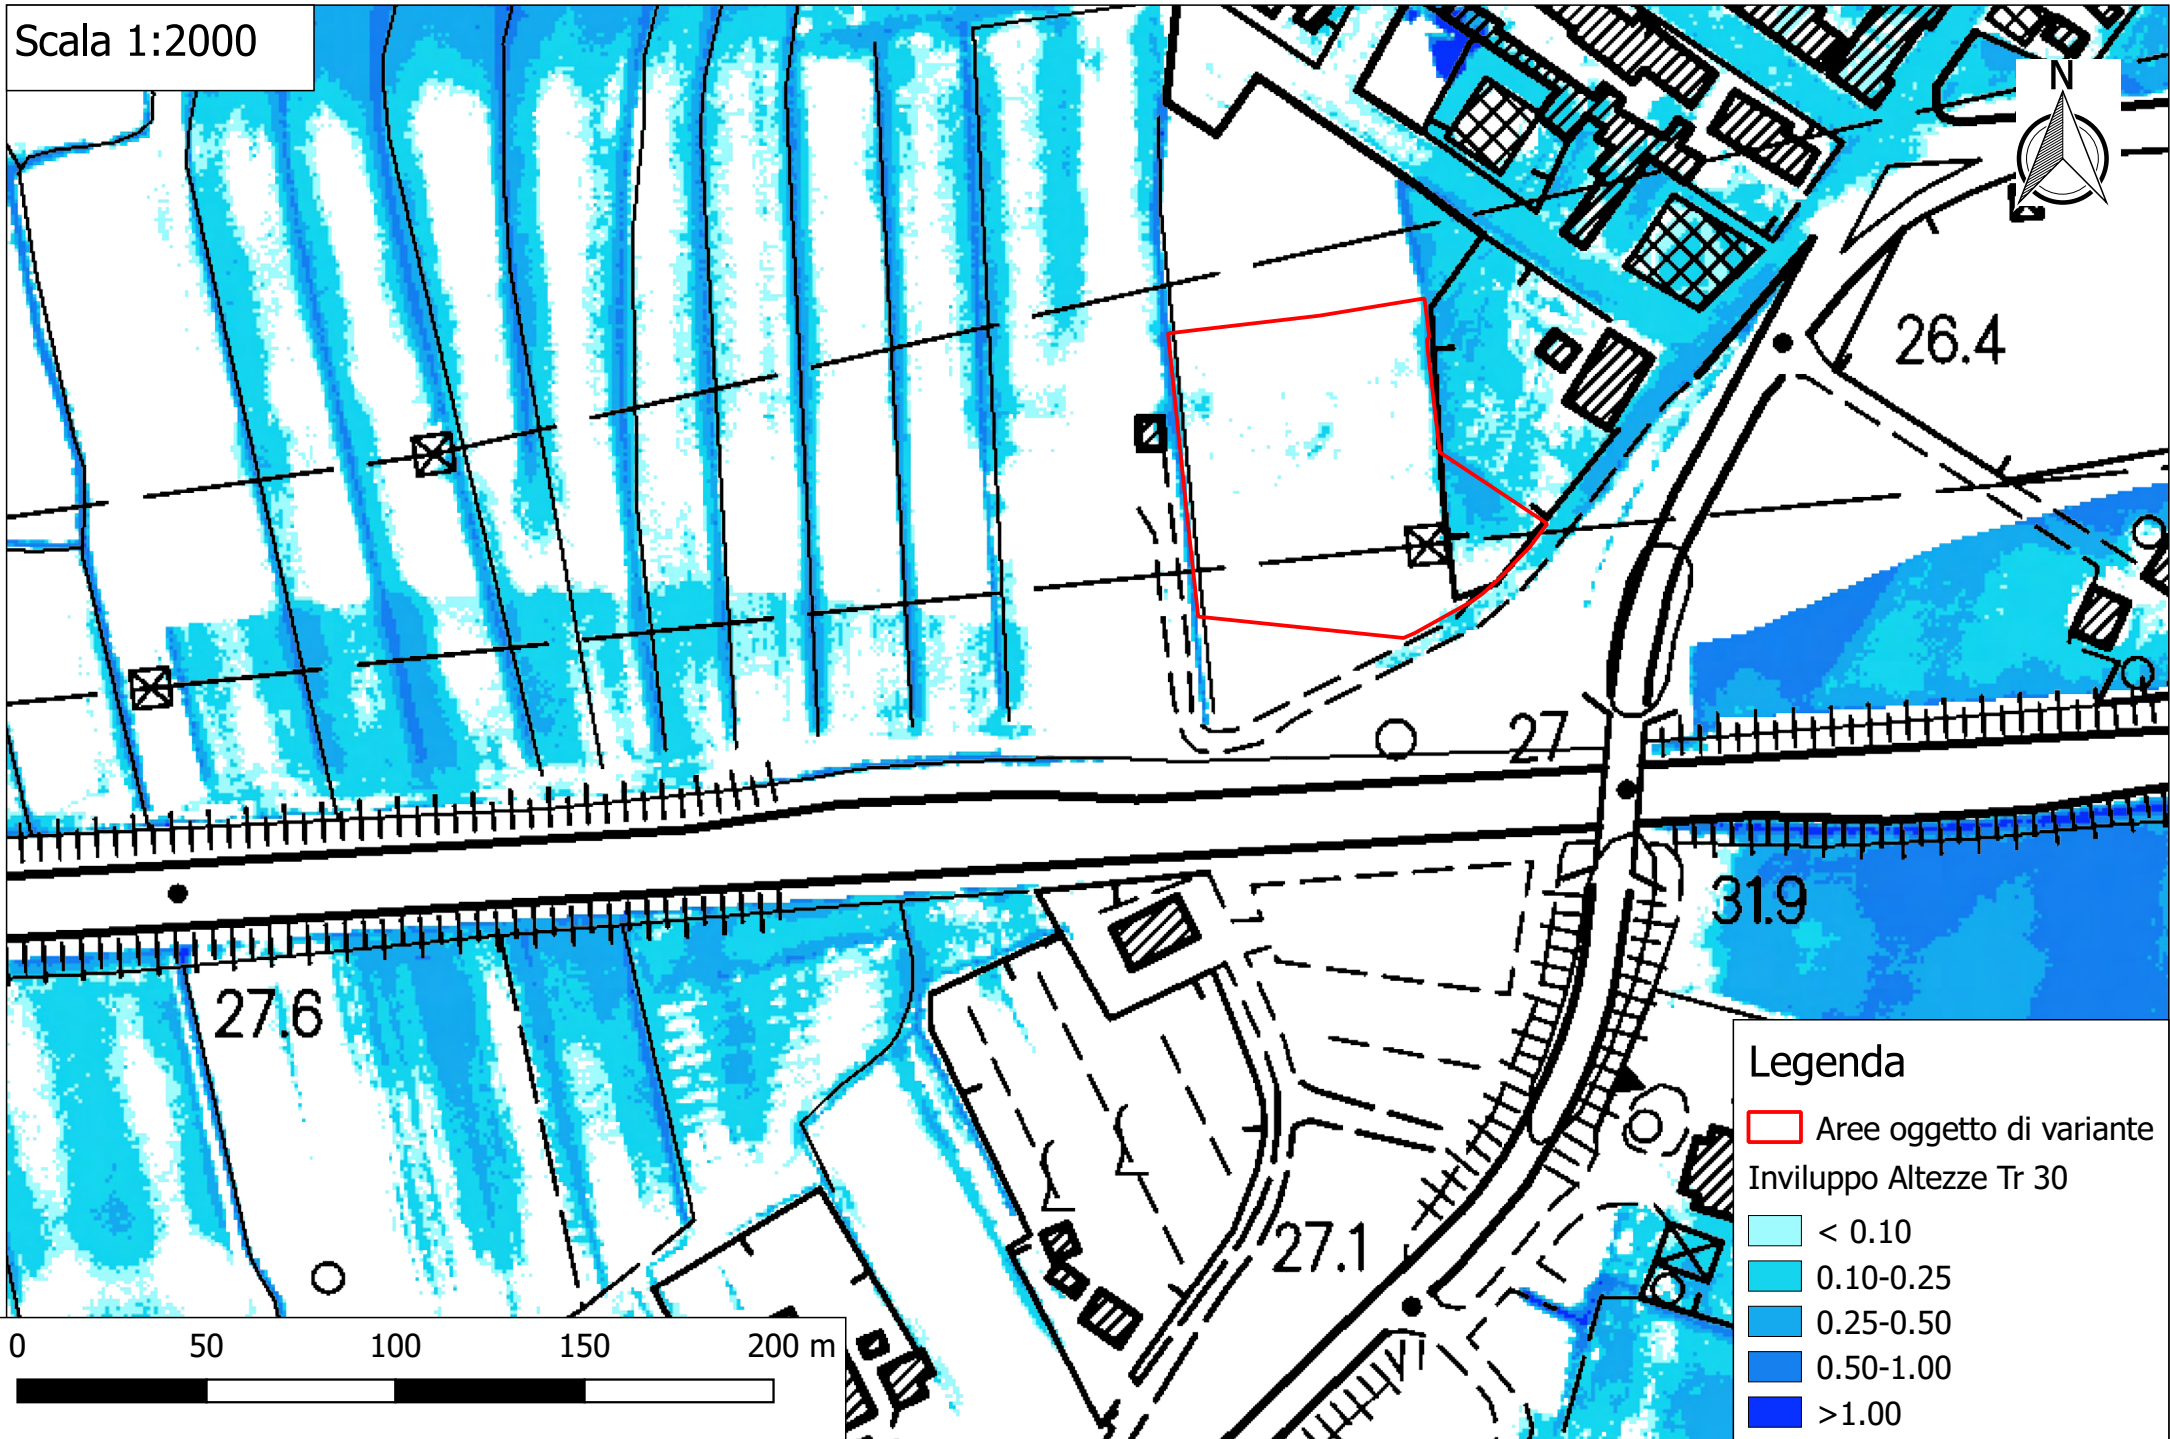 Scala 1:2000
N
26.4
27
31.9
27.6
27.1
Legenda
Aree oggetto di variante
Inviluppo Altezze Tr 30
< 0.10
0.10-0.25
0.25-0.50
0.50-1.00
>1.00
0 50 100 150 200 m